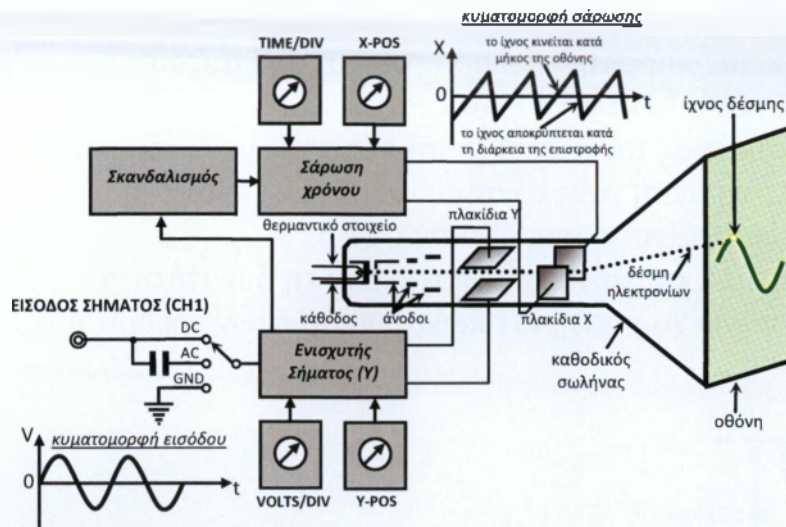 κυματομορφή σάρωσης
TIME/DIV
X-POS
X
το ίχνος κινείται κατά
μήκος της οθόνης
0
t
το ίχνος αποκρύπτεται κατά
τη διάρκεια της επιστροφής
ίχνος δέσμης
Σκανδαλισμός
Σάρωση
χρόνου
θερμαντικό στοιχείο
πλακίδια Y
δέσμη
ηλεκτρονίων
ΕΙΣΟΔΟΣ ΣΗΜΑΤΟΣ (CH1)
κάθοδος
άνοδοι
πλακίδια X
DC
AC
GND
Ενισχυτής
Σήματος (Y)
καθοδικός
σωλήνας
οθόνη
V
κυματομορφή εισόδου
0
t
VOLTS/DIV
Y-POS